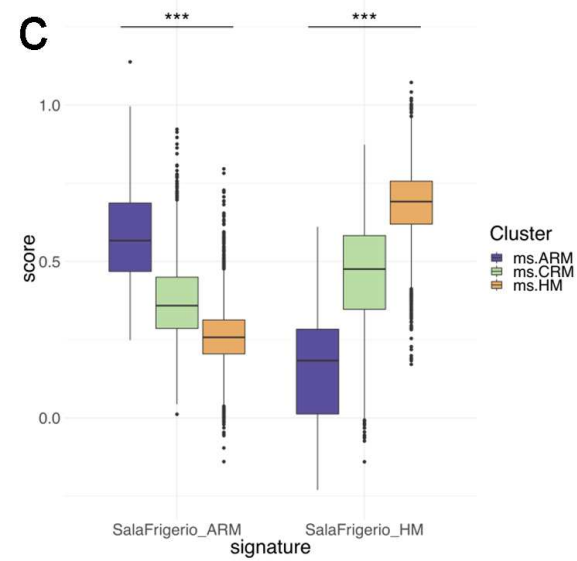 C
*** ***
1.0
0.5
0.0
score
SalaFrigerio_ARM SalaFrigerio_HM
signature
Cluster
ms.ARM
ms.CRM
ms.HM